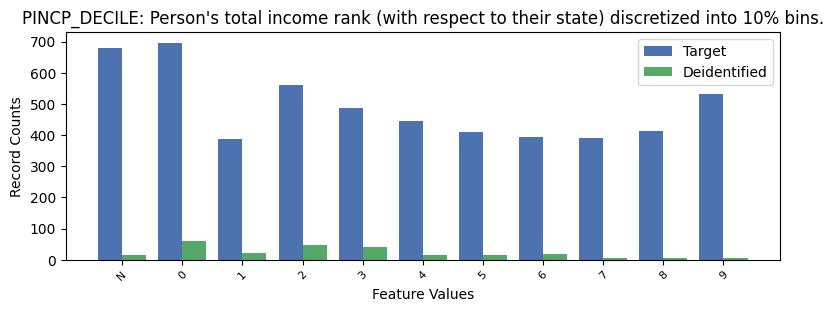 PINCP_DECILE: Person's total income rank (with respect to their state) discretized into 10% bins.
700
600
500
400
300
200
100
0
Record Counts
Target
Deidentified
N 0 1 2 3 4 5 6 7 8 9
Feature Values